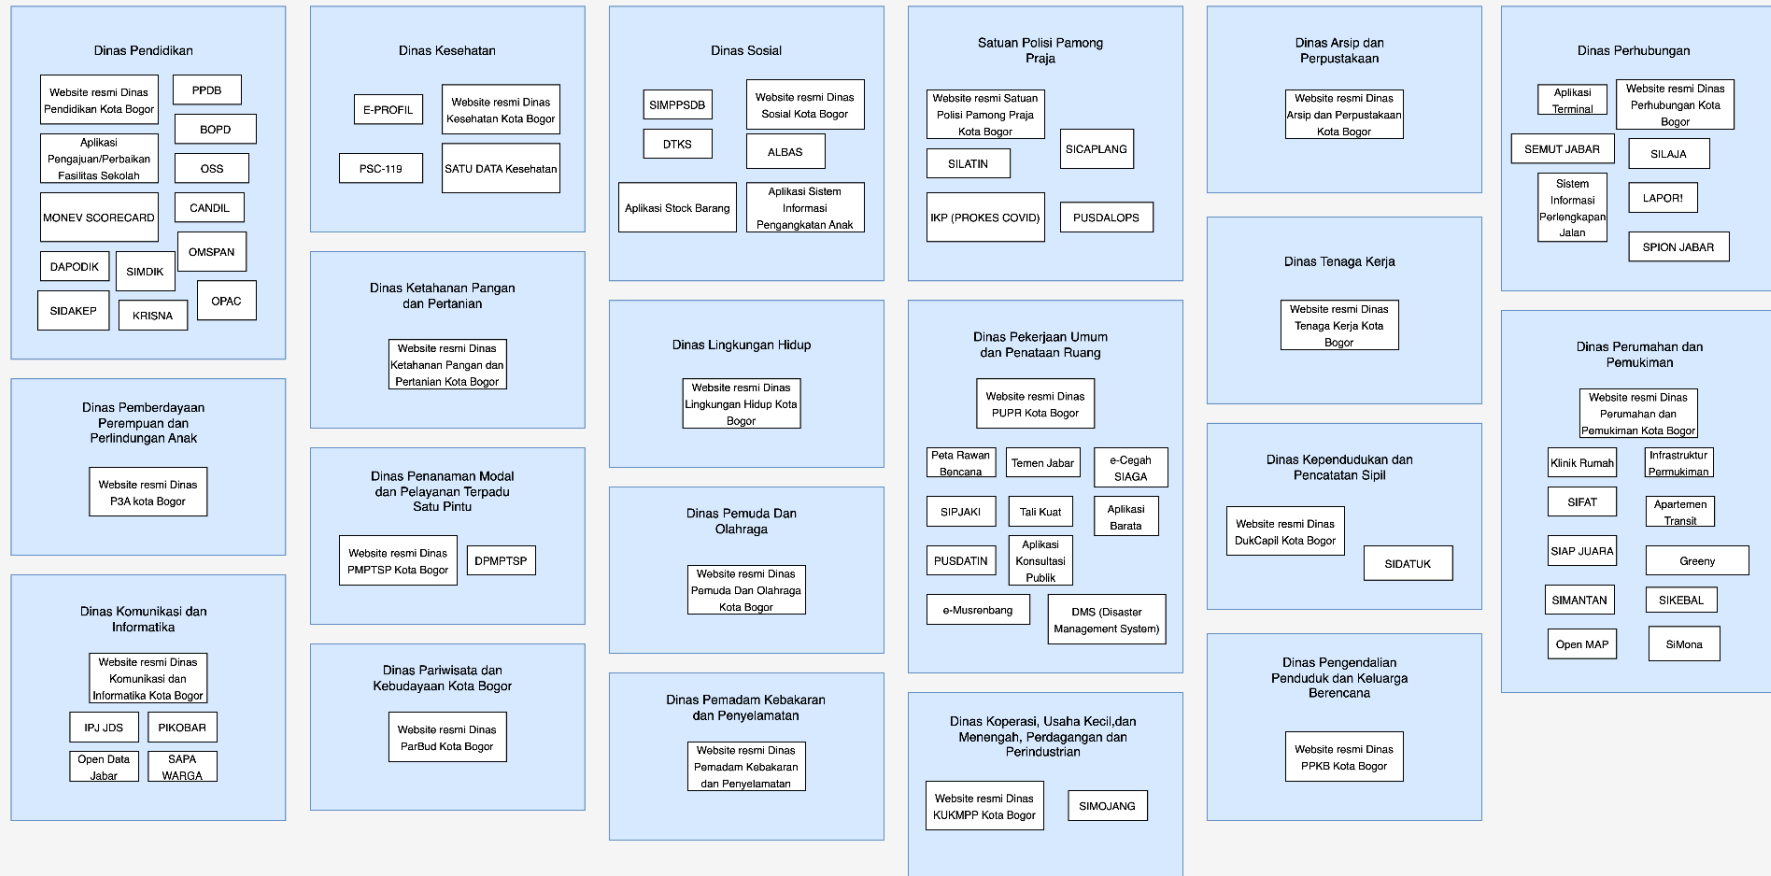 Dinas Pendidikan
Website resmi Dinas
Pendidikan Kota Bogor
PPDB
BOPD
Aplikasi
Pengajuan/Perbaikan
Fasilitas Sekolah
OSS
MONEV SCORECARD
CANDIL
OMSPAN
DAPODIK
SIMDIK
OPAC
SIDAKEP
KRISNA
Dinas Pemberdayaan
Perempuan dan
Perlindungan Anak
Website resmi Dinas
P3A kota Bogor
Dinas Komunikasi dan
Informatika
Website resmi Dinas
Komunikasi dan
Informatika Kota Bogor
IPJ JDS
PIKOBAR
Open Data
Jabar
SAPA
WARGA
Dinas Kesehatan
E-PROFIL
Website resmi Dinas
Kesehatan Kota Bogor
PSC-119
SATU DATA Kesehatan
Dinas Ketahanan Pangan
dan Pertanian
Website resmi Dinas
Ketahanan Pangan dan
Pertanian Kota Bogor
Dinas Penanaman Modal
dan Pelayanan Terpadu
Satu Pintu
Website resmi Dinas
PMPTSP Kota Bogor
DPMPTSP
Dinas Pariwisata dan
Kebudayaan Kota Bogor
Website resmi Dinas
ParBud Kota Bogor
Dinas Sosial
SIMPPSDB
Website resmi Dinas
Sosial Kota Bogor
DTKS
ALBAS
Aplikasi Stock Barang
Aplikasi Sistem
Informasi
Pengangkatan Anak
Dinas Lingkungan Hidup
Website resmi Dinas
Lingkungan Hidup Kota
Bogor
Dinas Pemuda Dan
Olahraga
Website resmi Dinas
Pemuda Dan Olahraga
Kota Bogor
Dinas Pemadam Kebakaran
dan Penyelamatan
Website resmi Dinas
Pemadam Kebakaran
dan Penyelamatan
Satuan Polisi Pamong
Praja
Website resmi Satuan
Polisi Pamong Praja
Kota Bogor
SICAPLANG
SILATIN
IKP (PROKES COVID)
PUSDALOPS
Dinas Pekerjaan Umum
dan Penataan Ruang
Website resmi Dinas
PUPR Kota Bogor
Peta Rawan
Bencana
Temen Jabar
e-Cegah
SIAGA
SIPJAKI
Tali Kuat
Aplikasi
Barata
PUSDATIN
Aplikasi
Konsultasi
Publik
e-Musrenbang
DMS (Disaster
Management System)
Dinas Koperasi, Usaha Kecil,dan
Menengah, Perdagangan dan
Perindustrian
Website resmi Dinas
KUKMPP Kota Bogor
SIMOJANG
Dinas Arsip dan
Perpustakaan
Website resmi Dinas
Arsip dan Perpustakaan
Kota Bogor
Dinas Tenaga Kerja
Website resmi Dinas
Tenaga Kerja Kota
Bogor
Dinas Kependudukan dan
Pencatatan Sipil
Website resmi Dinas
DukCapil Kota Bogor
SIDATUK
Dinas Pengendalian
Penduduk dan Keluarga
Berencana
Website resmi Dinas
PPKB Kota Bogor
Dinas Perhubungan
Aplikasi
Terminal
Website resmi Dinas
Perhubungan Kota
Bogor
SEMUT JABAR
SILAJA
Sistem
Informasi
Perlengkapan
Jalan
LAPOR!
SPION JABAR
Dinas Perumahan dan
Pemukiman
Website resmi Dinas
Perumahan dan
Pemukiman Kota Bogor
Klinik Rumah
Infrastruktur
Permukiman
SIFAT
Apartemen
Transit
SIAP JUARA
Greeny
SIMANTAN
SIKEBAL
Open MAP
SiMona